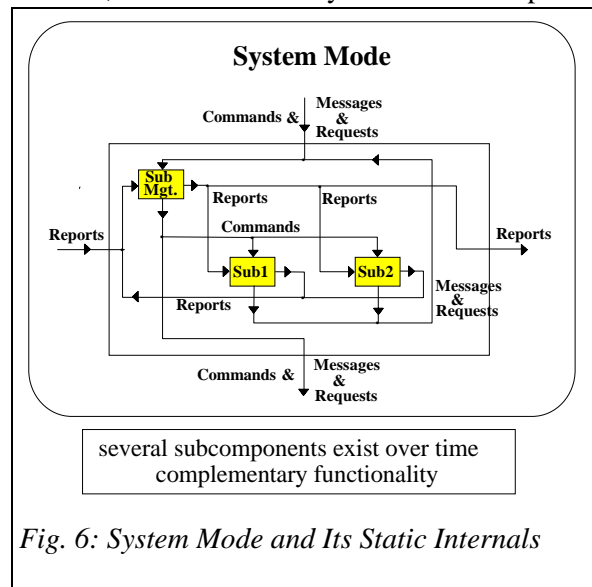 System Mode
Commands &
Messages
&
Requests
Sub
Mgt.
Reports
Reports
Commands
Reports
Reports
Sub1
Sub2
Reports
Messages
&
Requests
Commands &
Messages
&
Requests
several subcomponents exist over time
complementary functionality
Fig. 6: System Mode and Its Static Internals